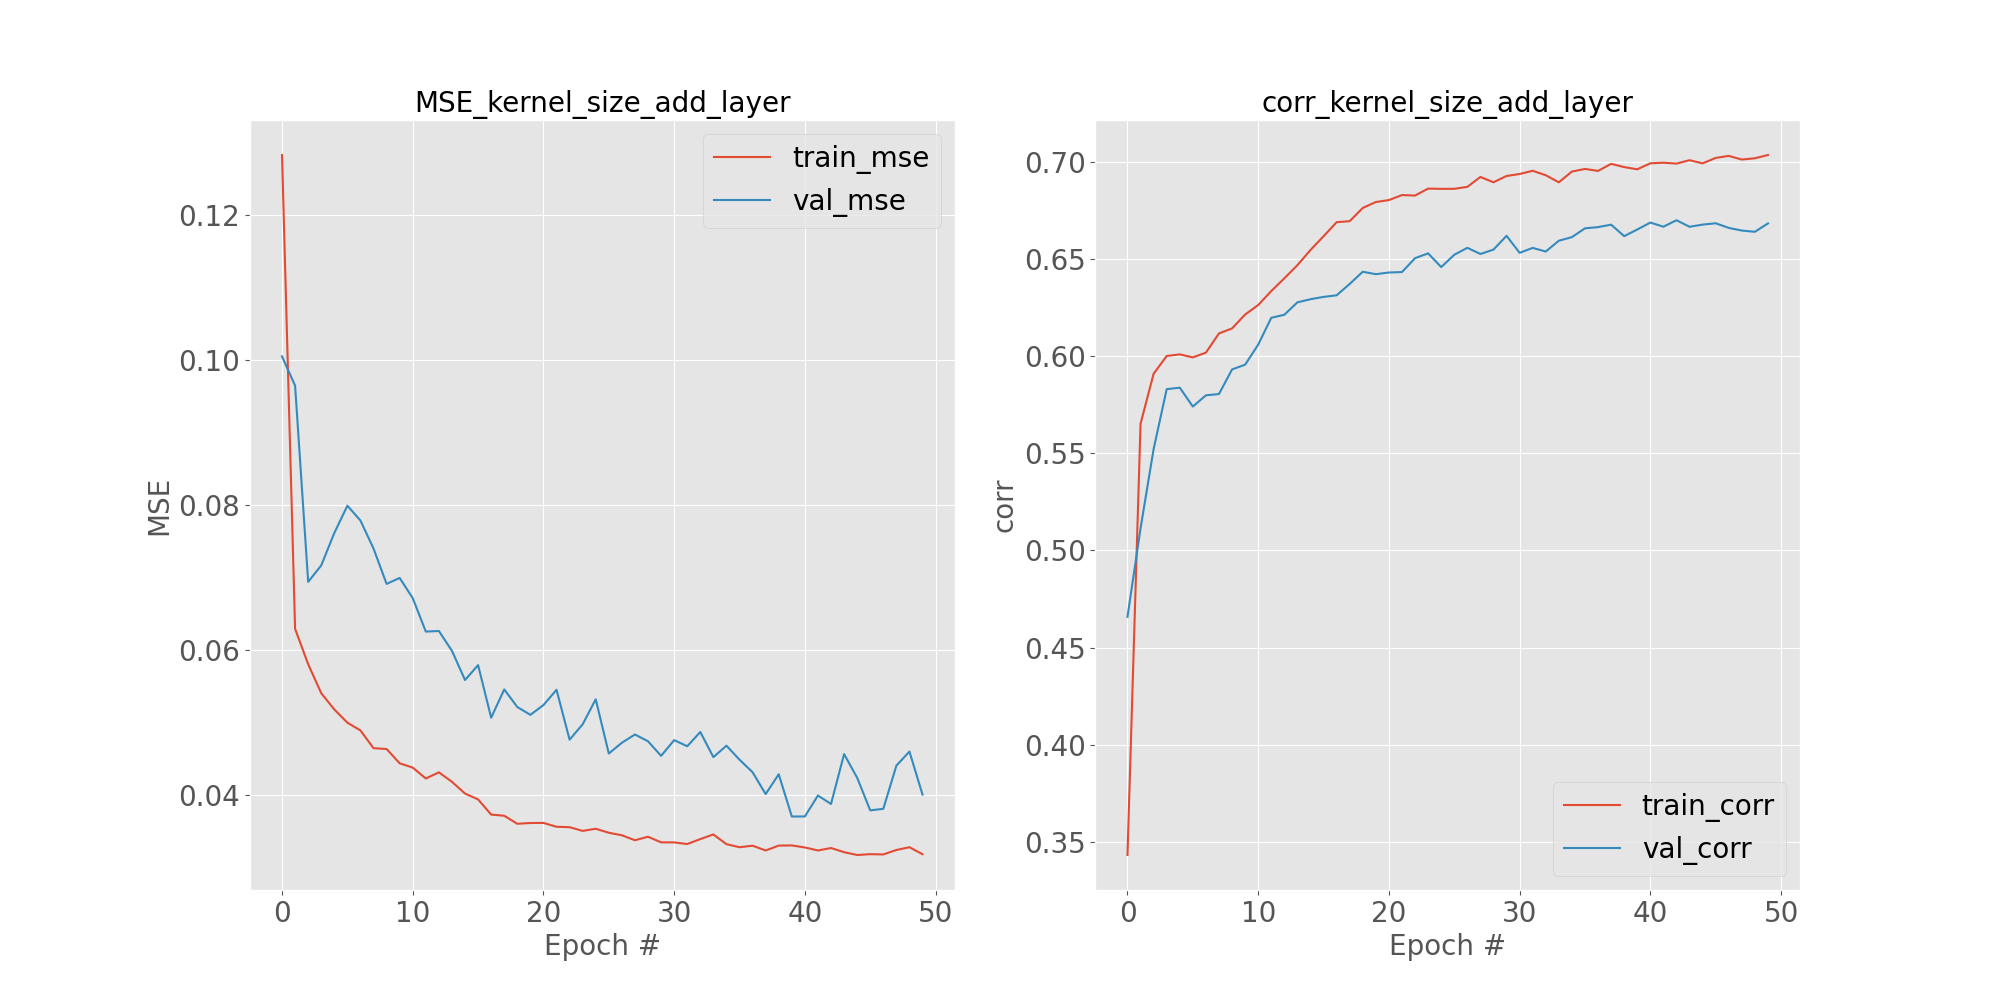 MSE_kernel_size_add_layer
train_mse
val_mse
0.12
0.10
0.08
0.06
0.04
MSE
0 10 20 30 40 50
Epoch #
corr_kernel_size_add_layer
0.70
0.65
0.60
0.55
0.50
0.45
0.40
0.35
corr
train_corr
val_corr
0 10 20 30 40 50
Epoch #